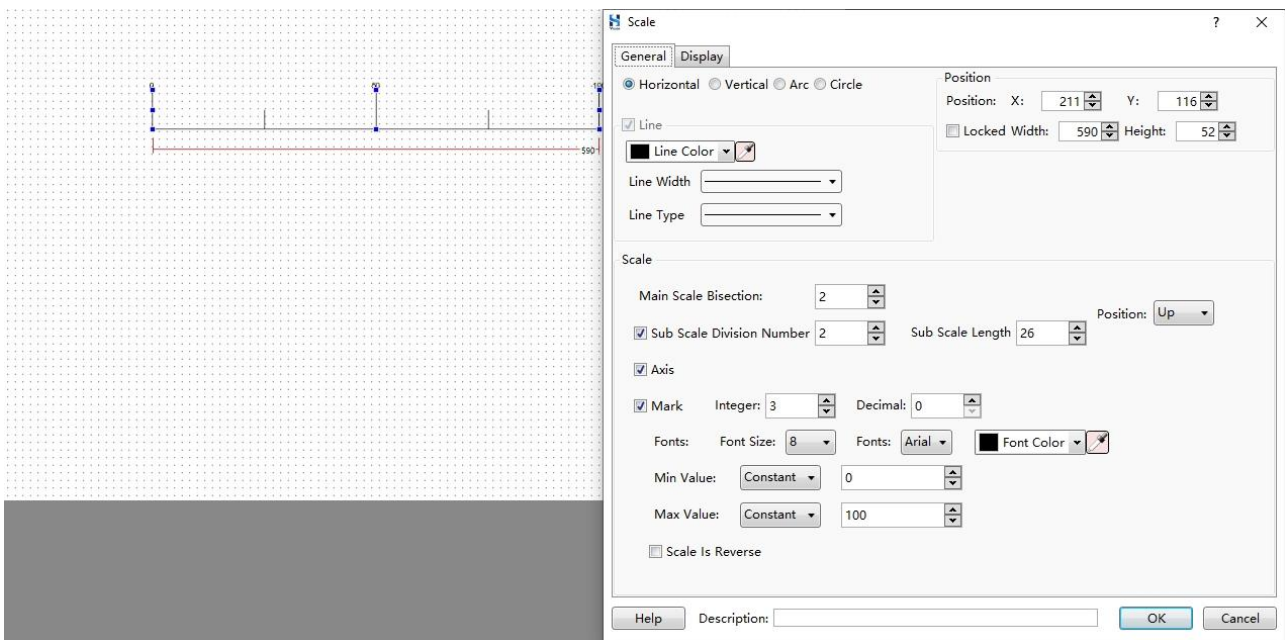 Scale
?
General Display
Horizontal Vertical Arc Circle
Position
Position: X: 211 Y: 116
Locked Width: 590 Height: 52
Line
Line Color
Line Width
Line Type
0 50
590
Scale
Main Scale Bisection: 2
Position: Up
Sub Scale Division Number 2 Sub Scale Length 26
Axis
Mark Integer: 3 Decimal: 0
Fonts: Font Size: 8 Fonts: Arial Font Color
Min Value: Constant 0
Max Value: Constant 100
Scale Is Reverse
Help Description: OK Cancel